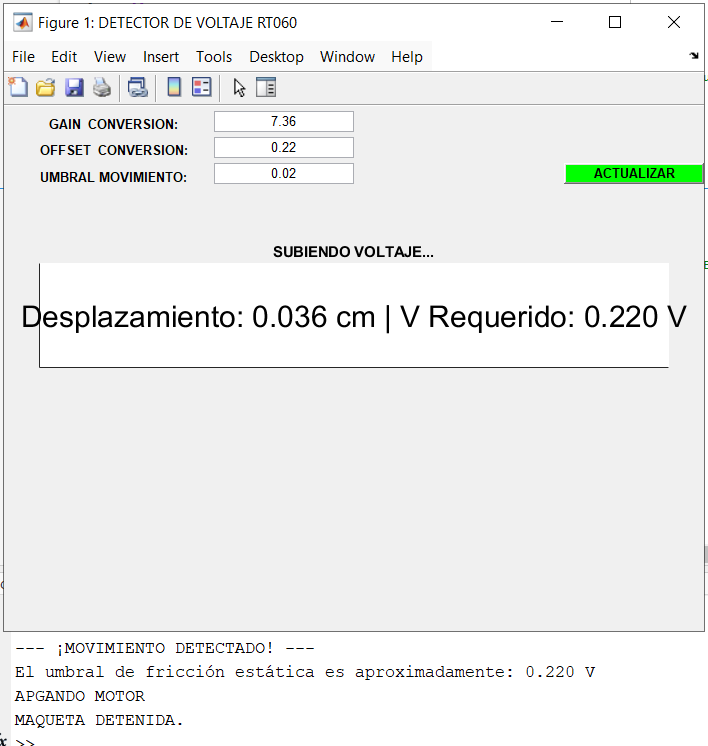 Figure 1: DETECTOR DE VOLTAJE RT060
File Edit View Insert Tools Desktop Window Help
GAIN CONVERSION: 7.36
OFFSET CONVERSION: 0.22
UMBRAL MOVIMIENTO: 0.02
ACTUALIZAR
SUBIENDO VOLTAJE...
Desplazamiento: 0.036 cm | V Requerido: 0.220 V
--- ¡MOVIMIENTO DETECTADO! ---
El umbral de fricción estática es aproximadamente: 0.220 V
APGANDO MOTOR
MAQUETA DETENIDA.
>>